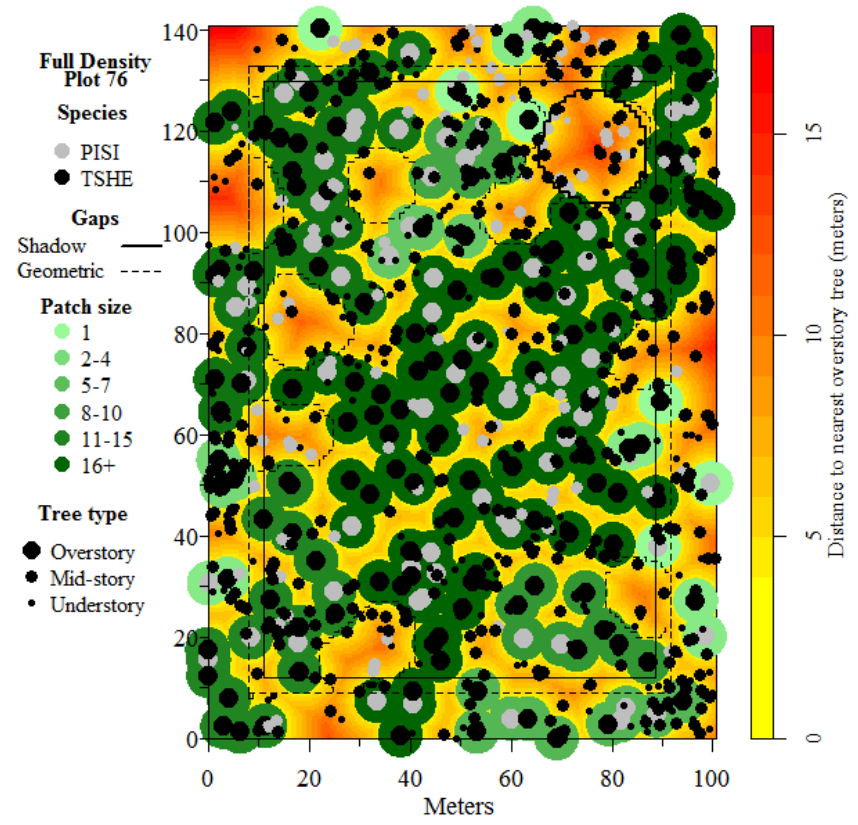 Full Density
Plot 76
Species
PISI
TSHE
Gaps
Shadow
Geometric
Patch size
1
2-4
5-7
8-10
11-15
16+
Tree type
Overstory
Mid-story
Understory
140
120
100
80
60
40
20
0
0 20 40 60 80 100
Meters
15
10
5
0
Distance to nearest overstory tree (meters)